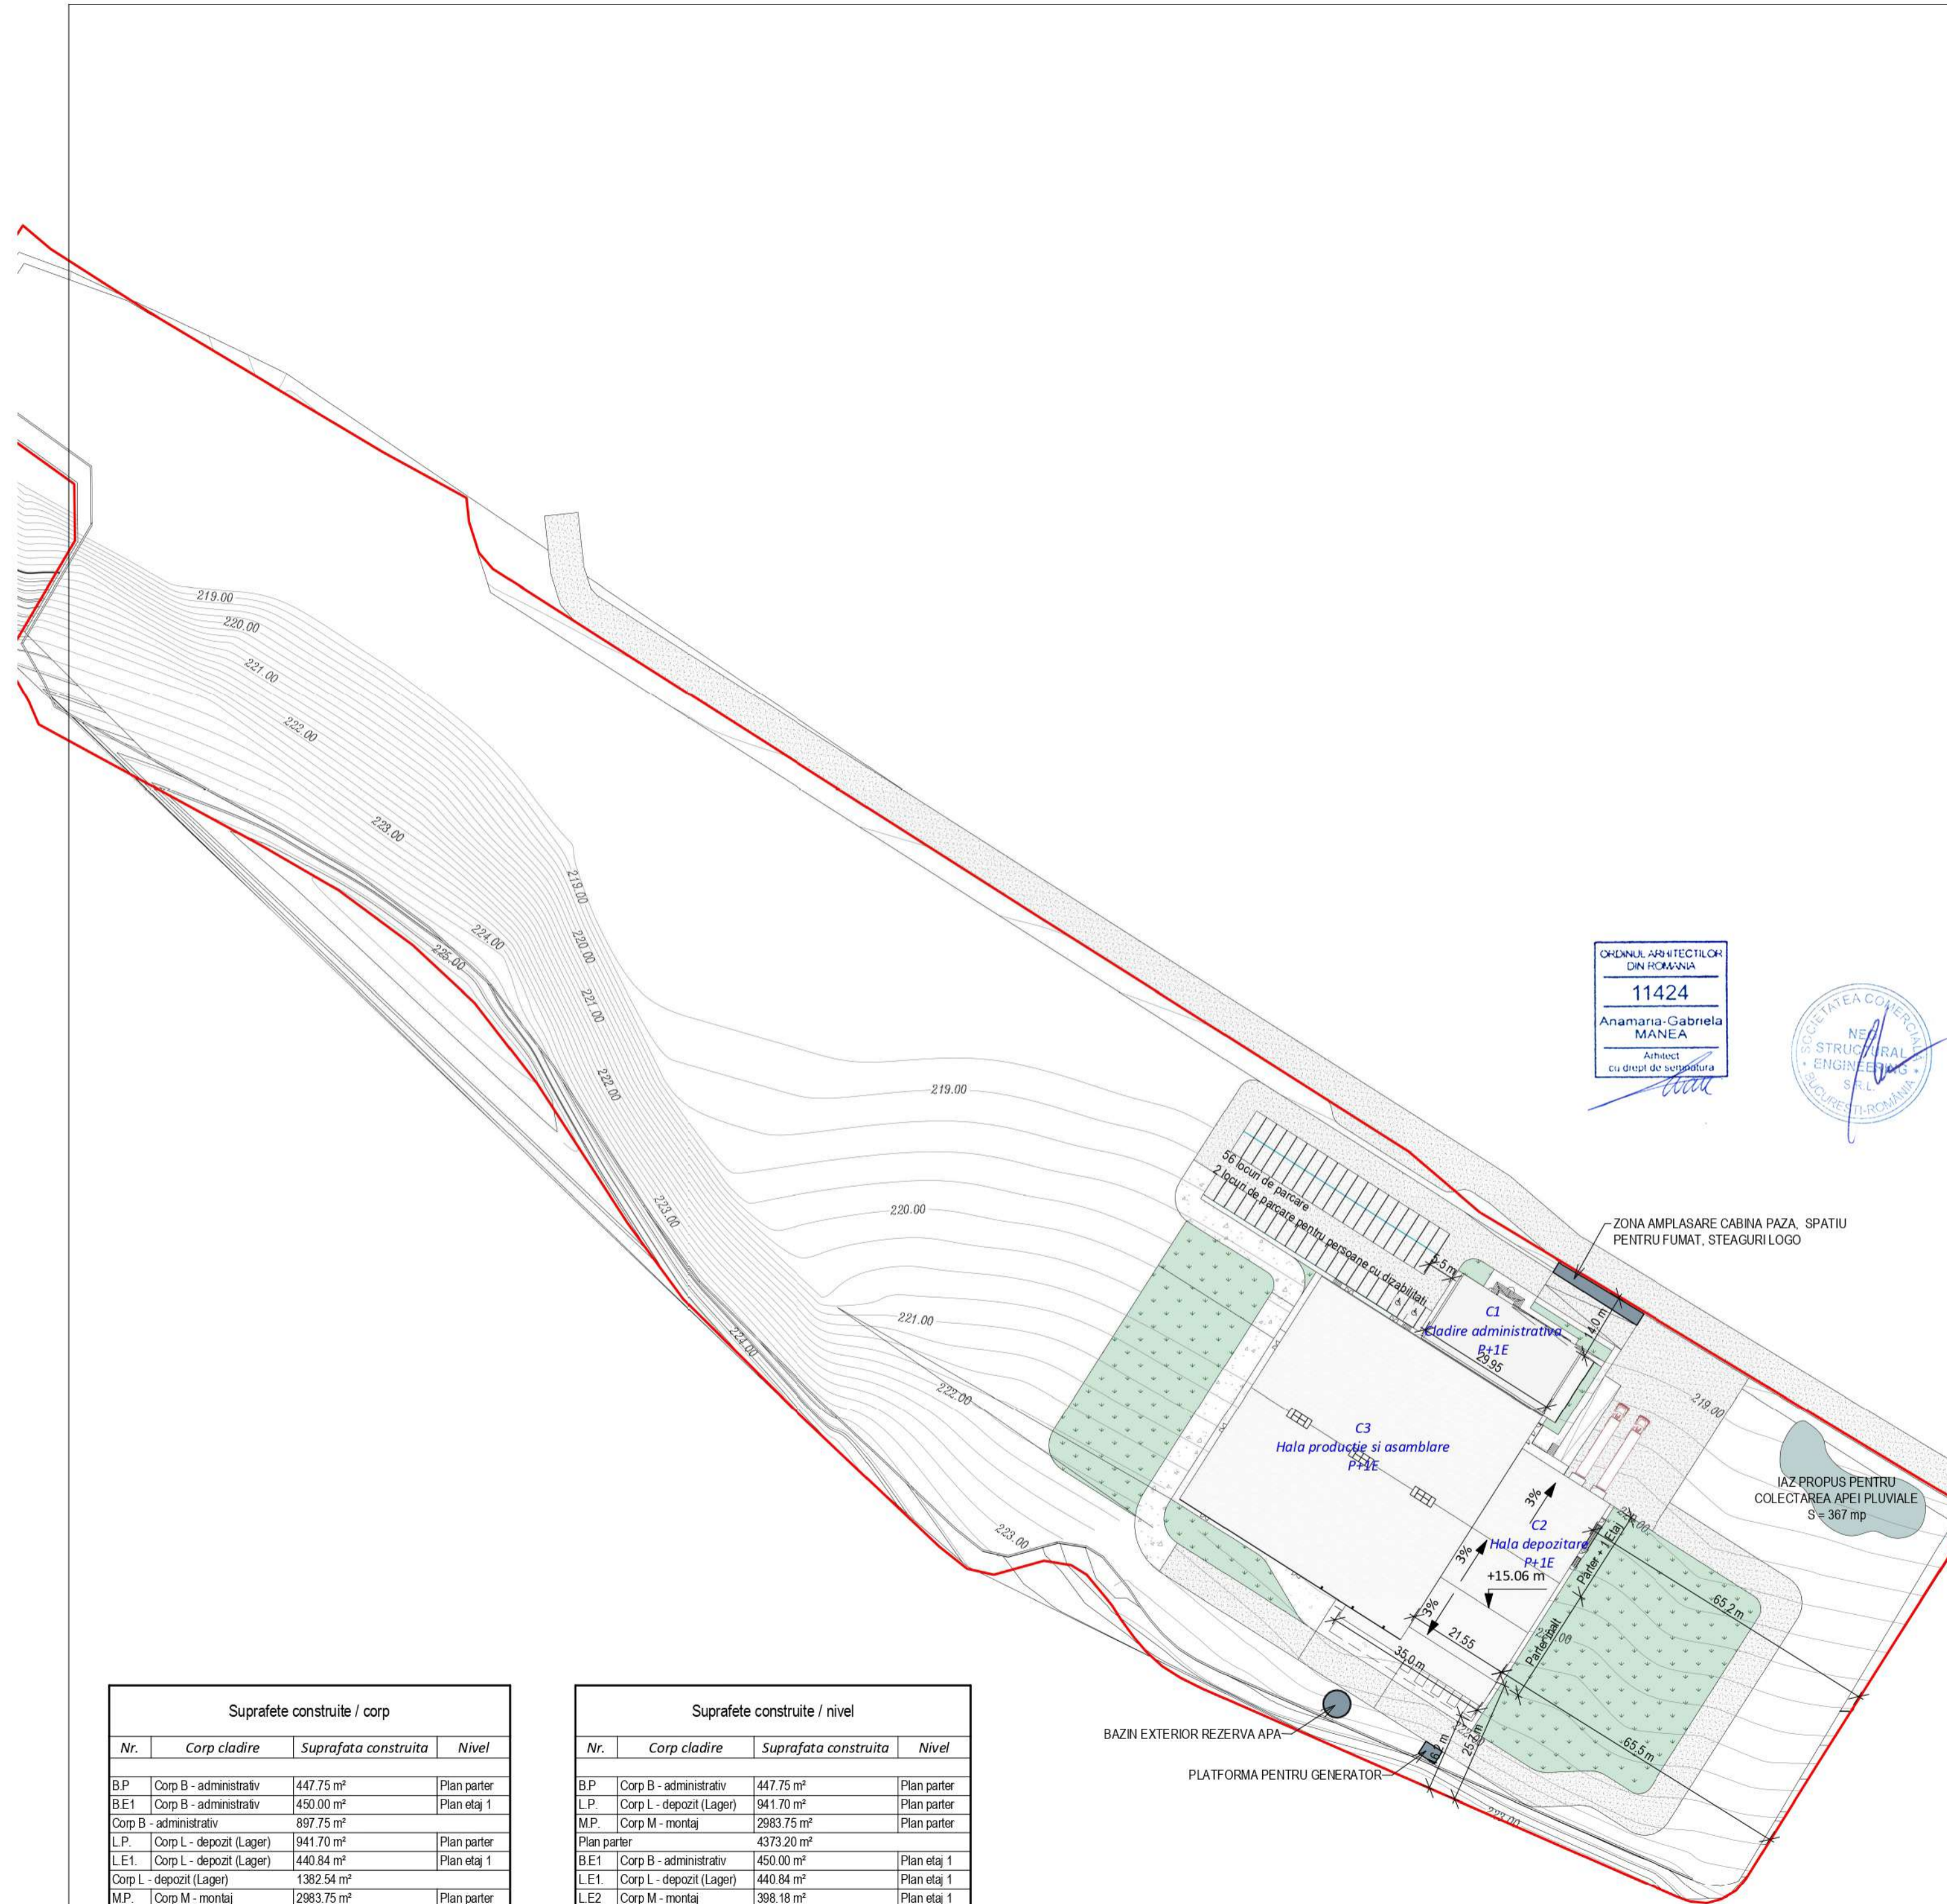 219.00
220.00
221.00
222.00
223.00
224.00
225.00
219.00
220.00
221.00
222.00
223.00
224.00
219.00
220.00
221.00
222.00
223.00
ORDINUL ARHITECTILOR
DIN ROMANIA
11424
Anamaria-Gabriela
MANEA
Arhitect
cu drept de semnatura
SOCIETATEA COMERCIALA
NEO
STRUCTURAL
ENGINEERING
S.R.L.
BUCURESTI-ROMÂNIA
56 locuri de parcare
2 locuri de parcare pentru persoane cu dizabilitati
5.5 m
ZONA AMPLASARE CABINA PAZA, SPATIU
PENTRU FUMAT, STEAGURI LOGO
14.0 m
C1
Cladire administrativa
P+1E
29.95
219.00
C3
Hala productie si asamblare
P+1E
IAZ PROPUS PENTRU
COLECTAREA APEI PLUVIALE
S = 367 mp
3%
C2
Hala depozitare
P+1E
+15.06 m
3%
3%
Parter + 1 Etaj
Parter inalt
21.55
35.0 m
65.2 m
65.5 m
BAZIN EXTERIOR REZERVA APA
PLATFORMA PENTRU GENERATOR
223.00
Suprafete construite / corp
Nr. Corp cladire Suprafata construita Nivel
B.P Corp B - administrativ 447.75 m² Plan parter
B.E1 Corp B - administrativ 450.00 m² Plan etaj 1
Corp B - administrativ 897.75 m²
L.P. Corp L - depozit (Lager) 941.70 m² Plan parter
L.E1. Corp L - depozit (Lager) 440.84 m² Plan etaj 1
Corp L - depozit (Lager) 1382.54 m²
M.P. Corp M - montaj 2983.75 m² Plan parter
Suprafete construite / nivel
Nr. Corp cladire Suprafata construita Nivel
B.P Corp B - administrativ 447.75 m² Plan parter
L.P. Corp L - depozit (Lager) 941.70 m² Plan parter
M.P. Corp M - montaj 2983.75 m² Plan parter
Plan parter 4373.20 m²
B.E1 Corp B - administrativ 450.00 m² Plan etaj 1
L.E1. Corp L - depozit (Lager) 440.84 m² Plan etaj 1
L.E2 Corp M - montaj 398.18 m² Plan etaj 1